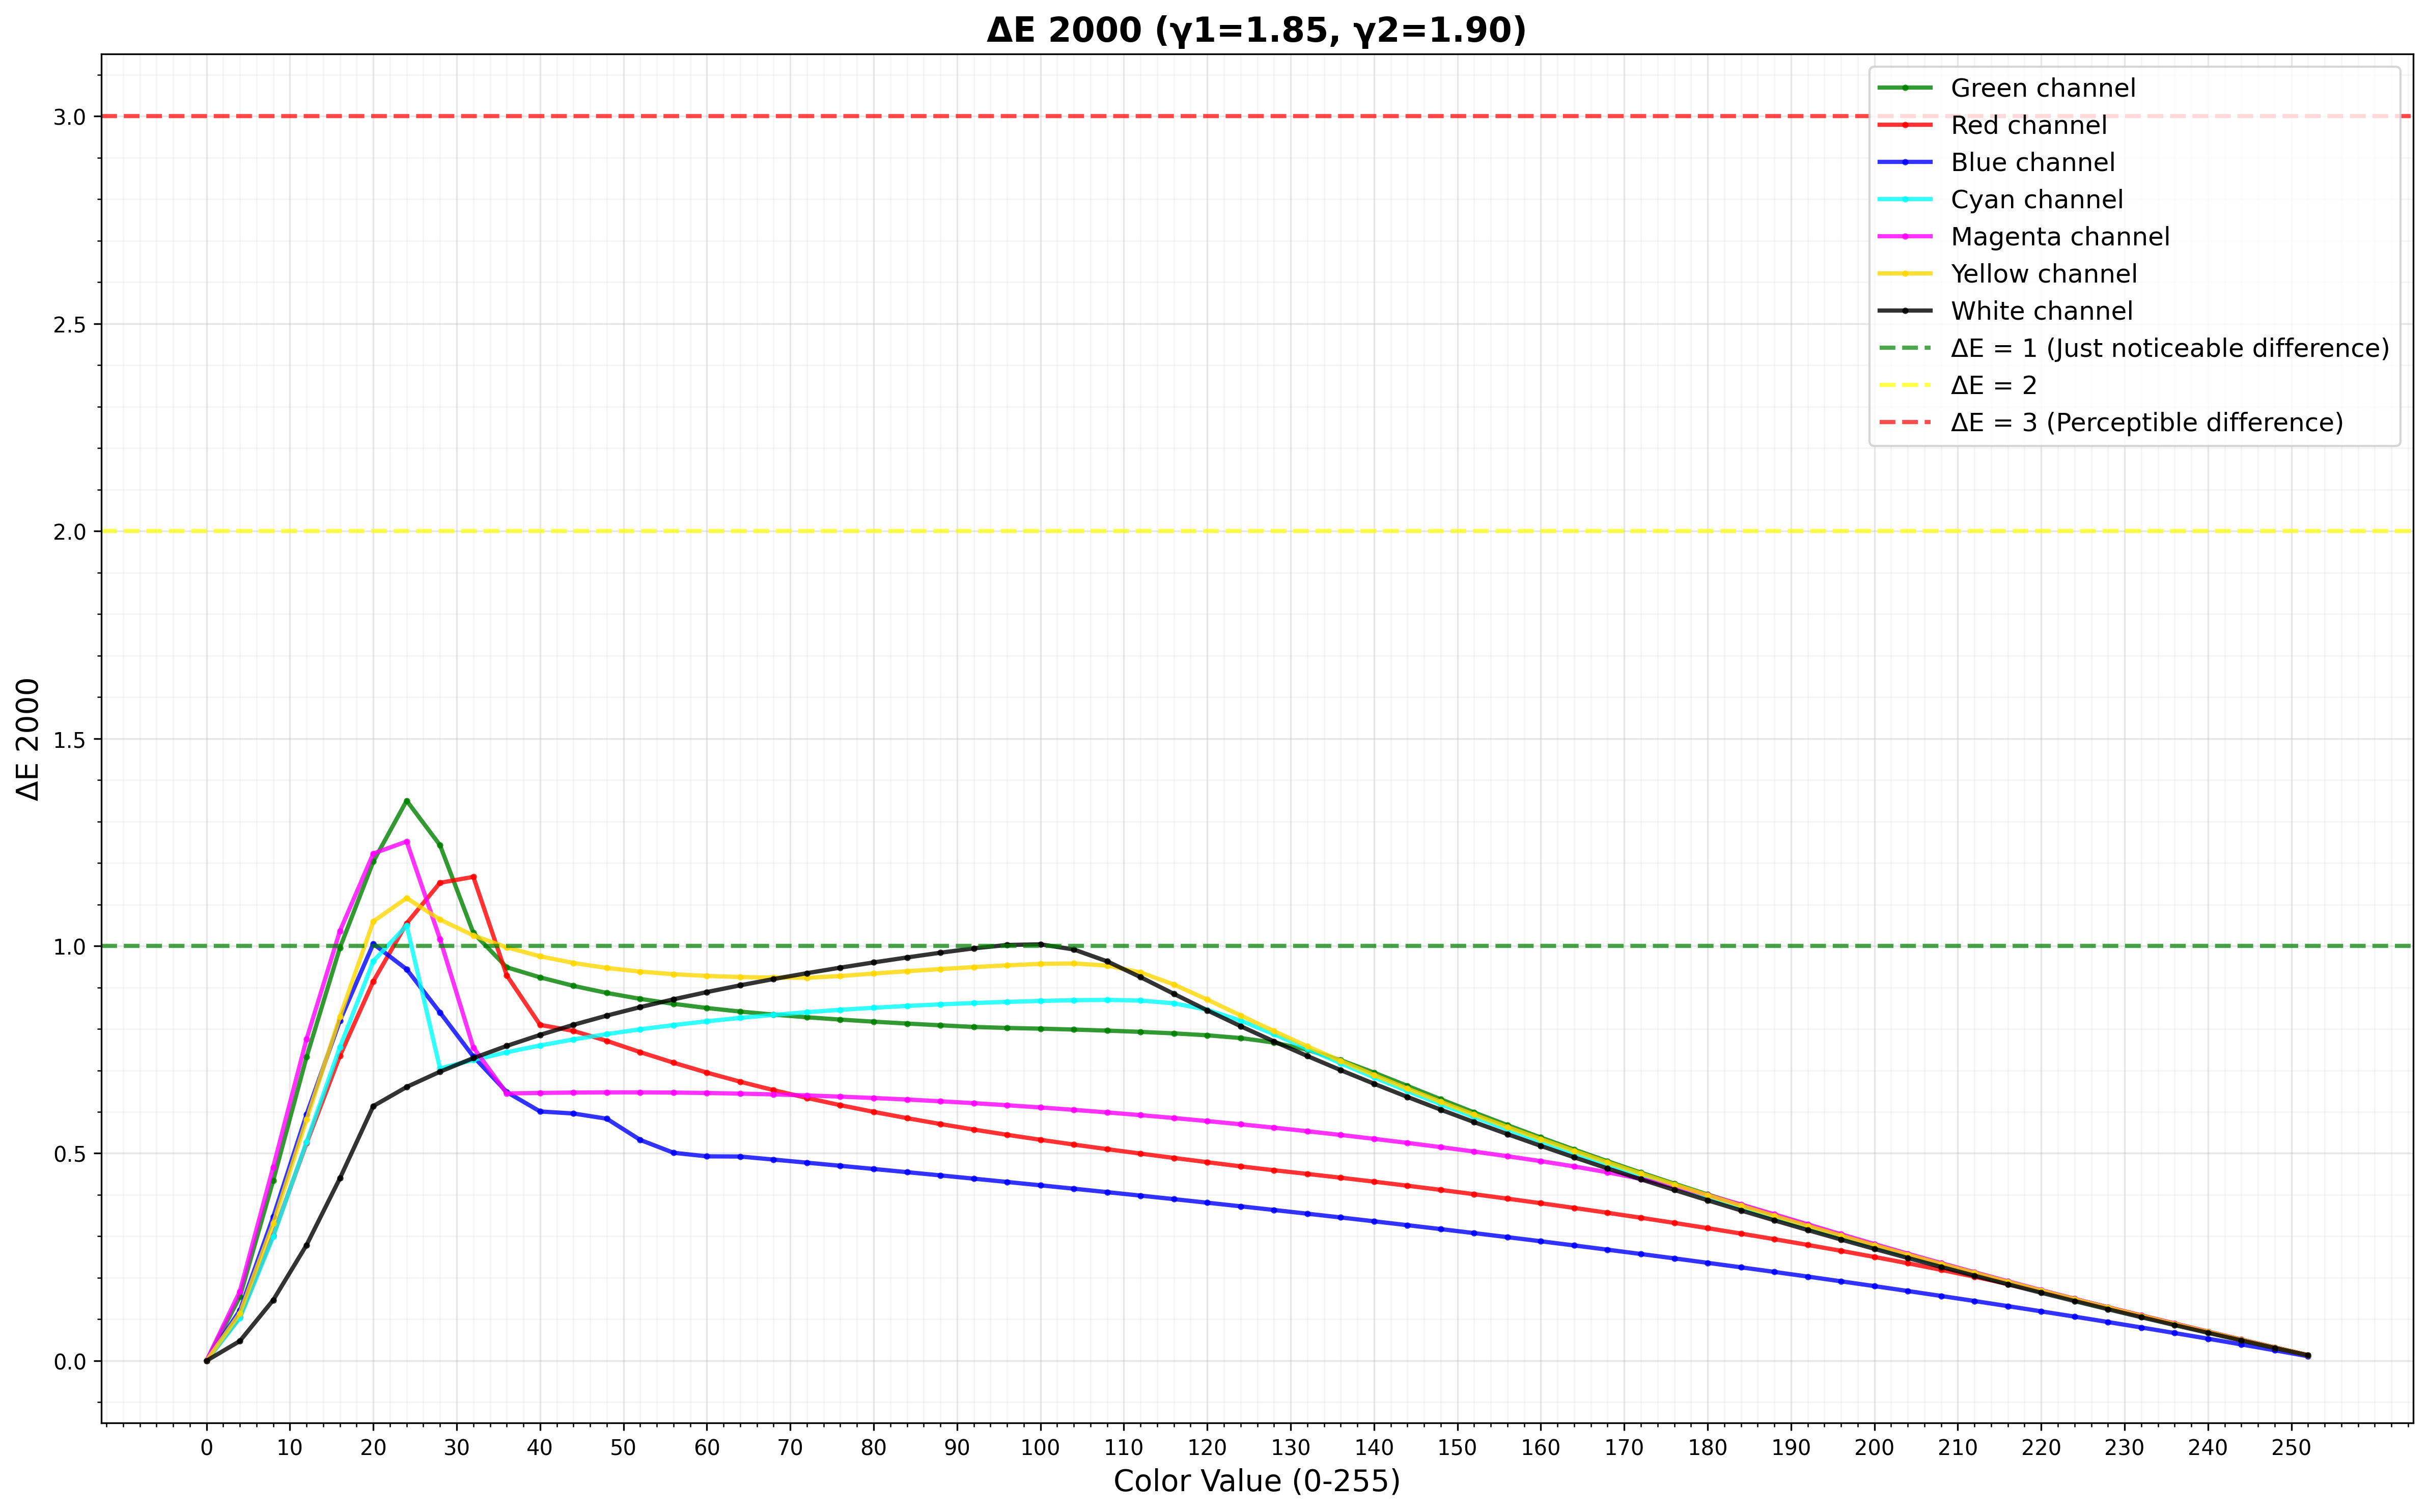 ΔE 2000 (γ1=1.85, γ2=1.90)
Green channel
Red channel
Blue channel
Cyan channel
Magenta channel
Yellow channel
White channel
ΔE = 1 (Just noticeable difference)
ΔE = 2
ΔE = 3 (Perceptible difference)
ΔE 2000
3.0
2.5
2.0
1.5
1.0
0.5
0.0
0 10 20 30 40 50 60 70 80 90 100 110 120 130 140 150 160 170 180 190 200 210 220 230 240 250
Color Value (0-255)